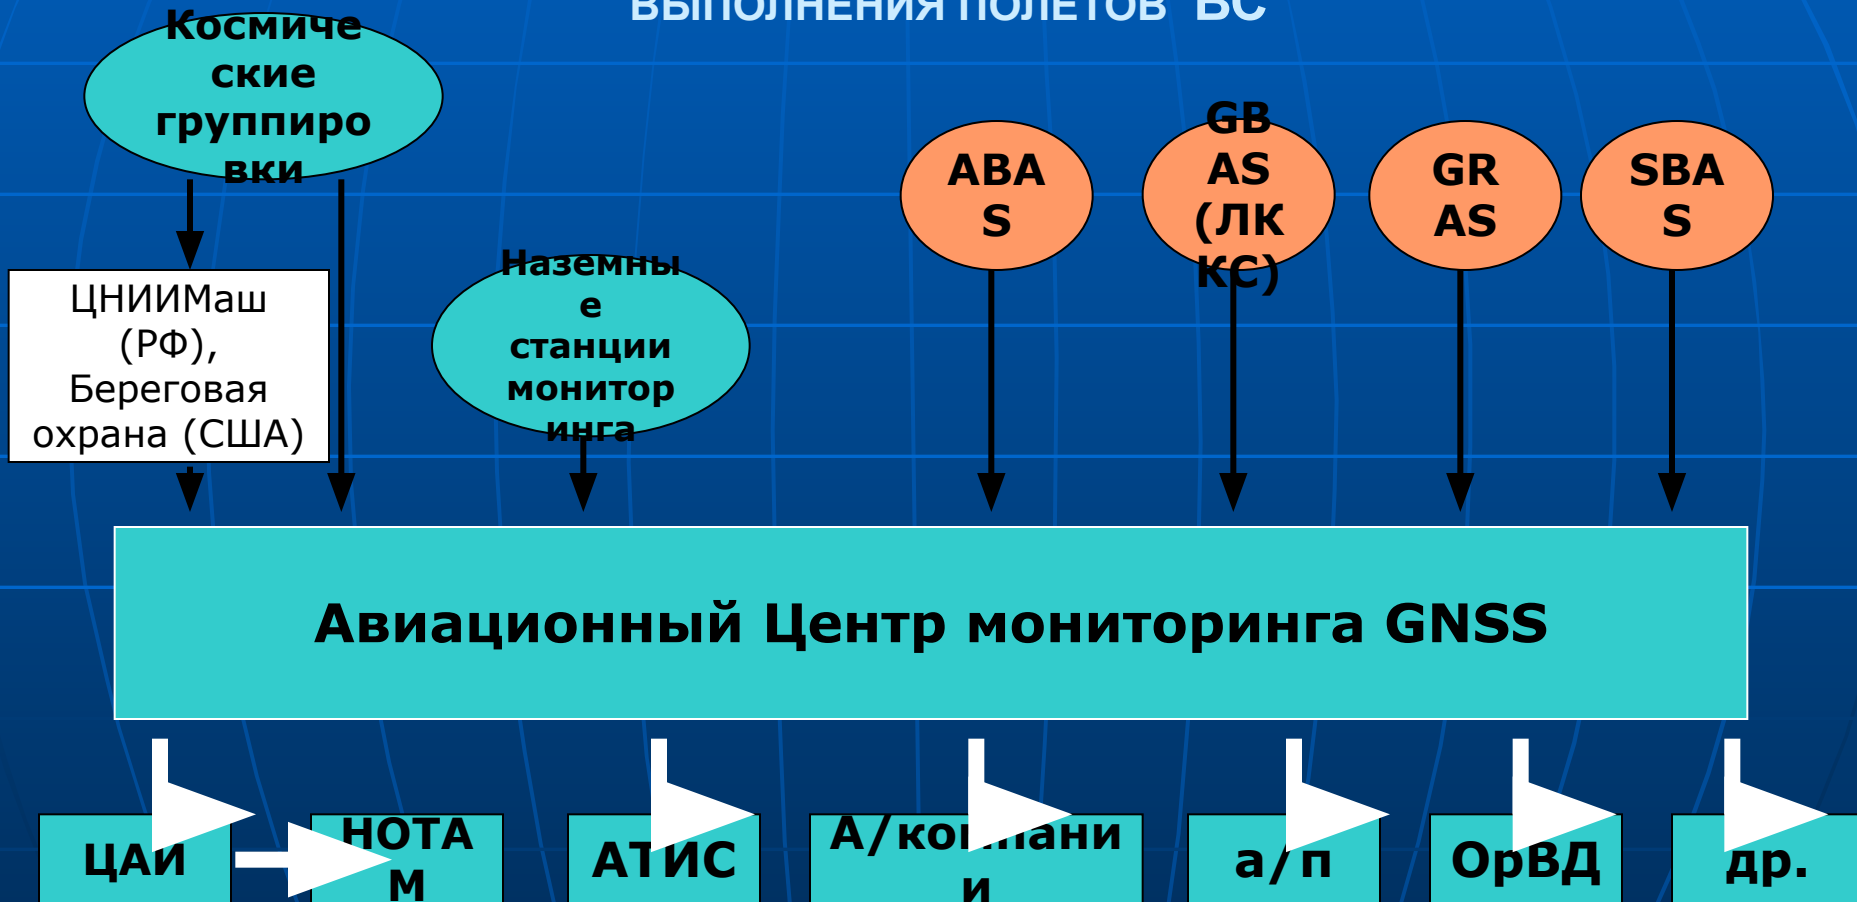 ВЫПОЛНЕНИЯ ПОЛЕТОВ ВС
Космиче
ские
группиро
вки
ABA
S
GB
AS
(ЛК
КС)
GR
AS
SBA
S
ЦНИИМаш
(РФ),
Береговая
охрана (США)
Наземны
е
станции
монитор
инга
Авиационный Центр мониторинга GNSS
ЦАИ
НОТА
М
АТИС
А/компани
и
а/п
ОрВД
др.